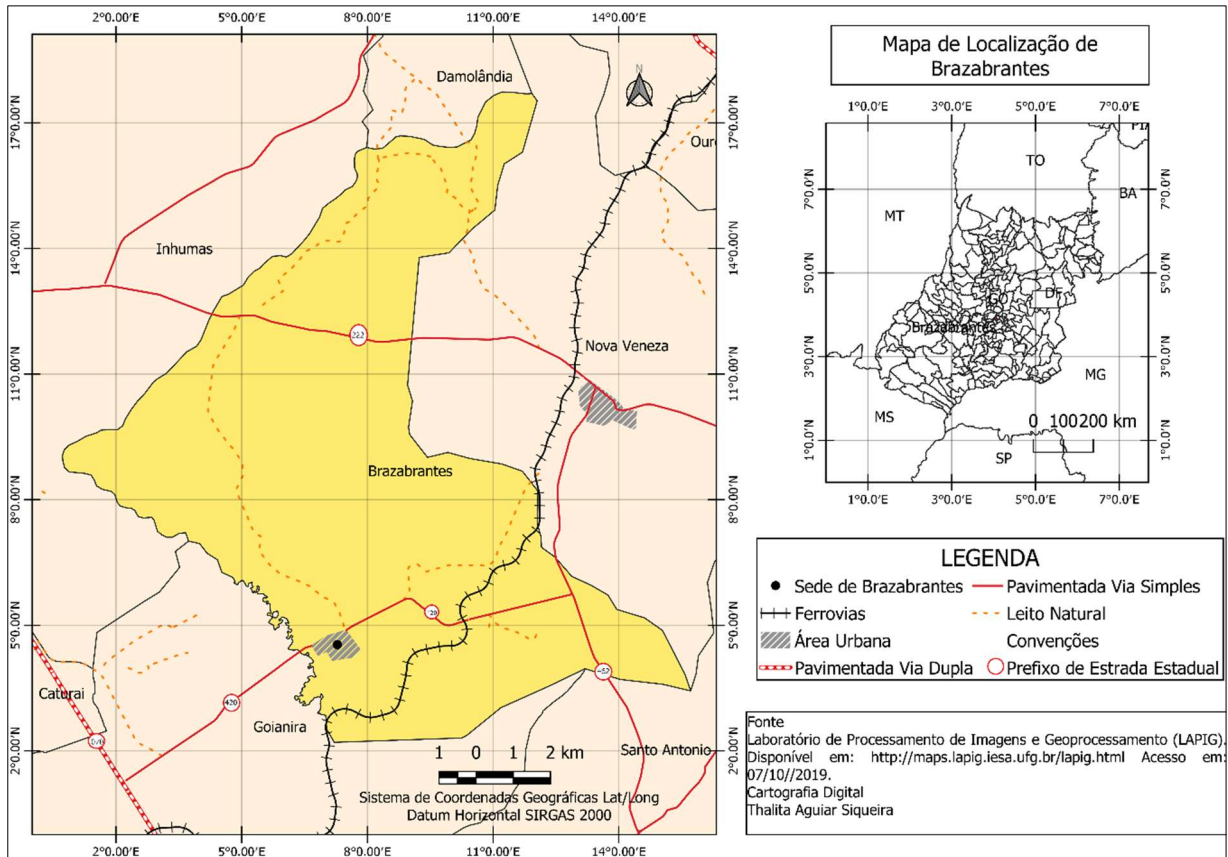 2°0.00'E 5°0.00'E 8°0.00'E 11°0.00'E 14°0.00'E
17°0.00'N
14°0.00'N
11°0.00'N
8°0.00'N
5°0.00'N
2°0.00'N
N
Damolândia
Inhumas
222
Nova Veneza
Brazabrantes
420
Caturai
Goianira
Santo Antonio
1 0 1 2 km
Sistema de Coordenadas Geográficas Lat/Long
Datum Horizontal SIRGAS 2000
17°0.00'N
14°0.00'N
11°0.00'N
8°0.00'N
5°0.00'N
2°0.00'N
2°0.00'E 5°0.00'E 8°0.00'E 11°0.00'E 14°0.00'E
Mapa de Localização de
Brazabrantes
1°0.0'E 3°0.0'E 5°0.0'E 7°0.0'E
7°0.0'N
5°0.0'N
3°0.0'N
1°0.0'N
TO
BA
MT
GO
DF
Brazabrantes
MG
MS
0 100200 km
SP
7°0.0'N
5°0.0'N
3°0.0'N
1°0.0'N
1°0.0'E 3°0.0'E 5°0.0'E 7°0.0'E
LEGENDA
Sede de Brazabrantes Pavimentada Via Simples
Ferrovias Leito Natural
Área Urbana Convenções
Pavimentada Via Dupla Prefixo de Estrada Estadual
Fonte
Laboratório de Processamento de Imagens e Geoprocessamento (LAPIG).
Disponível em: http://maps.lapig.iesa.ufg.br/lapig.html Acesso em:
07/10//2019.
Cartografia Digital
Thalita Aguiar Siqueira